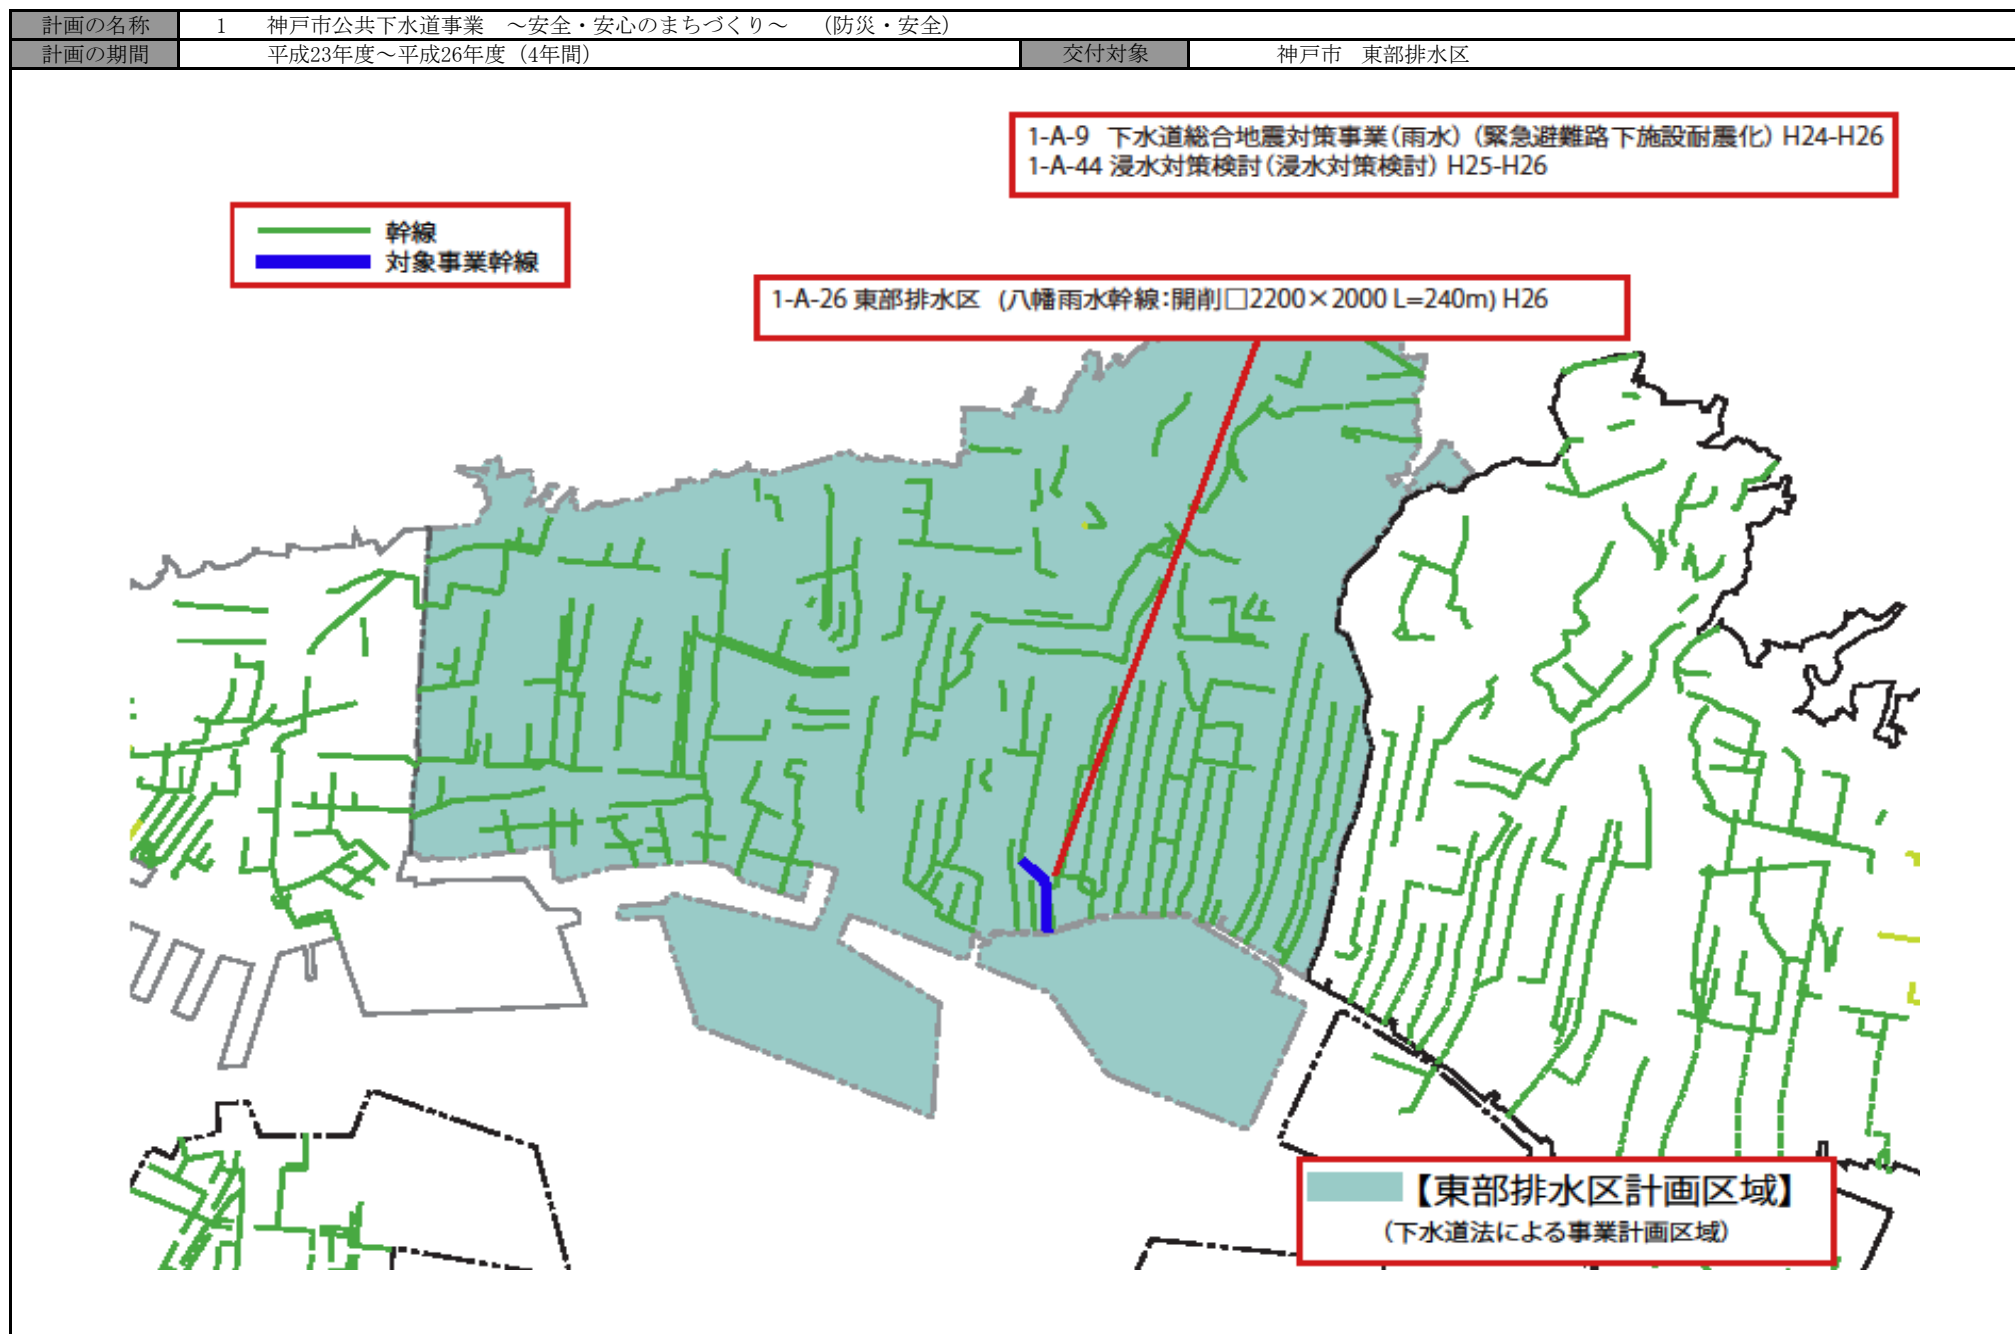 計画の名称 1 神戸市公共下水道事業 ～安全・安心のまちづくり～ （防災・安全）
計画の期間 平成23年度～平成26年度（4年間） 交付対象 神戸市 東部排水区
1-A-9 下水道総合地震対策事業（雨水）（緊急避難路下施設耐震化）H24-H26
1-A-44 浸水対策検討（浸水対策検討）H25-H26
幹線
対象事業幹線
1-A-26 東部排水区 (八幡雨水幹線：開削□2200×2000 L=240m) H26
【東部排水区計画区域】
（下水道法による事業計画区域）